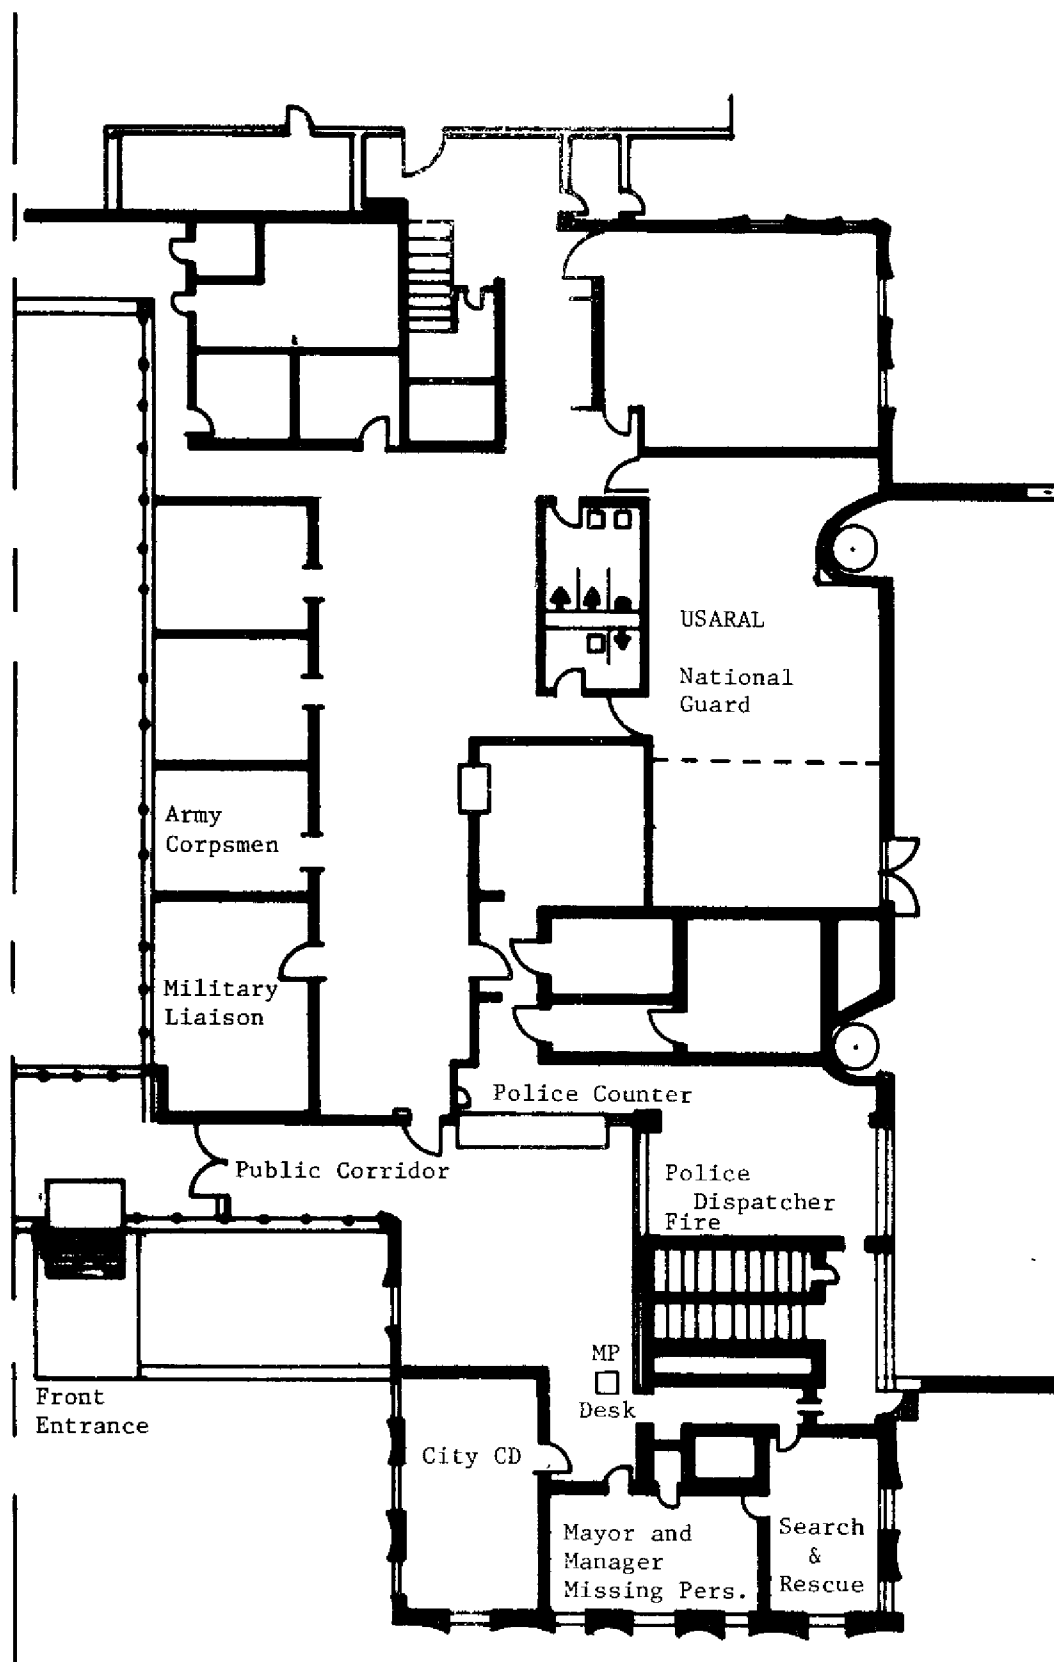 USARAL
National
Guard
Army
Corpsmen
Military
Liaison
Police Counter
Public Corridor
Police
Dispatcher
Fire
MP
Desk
Front
Entrance
City CD
Mayor and
Manager
Missing Pers.
Search
&
Rescue